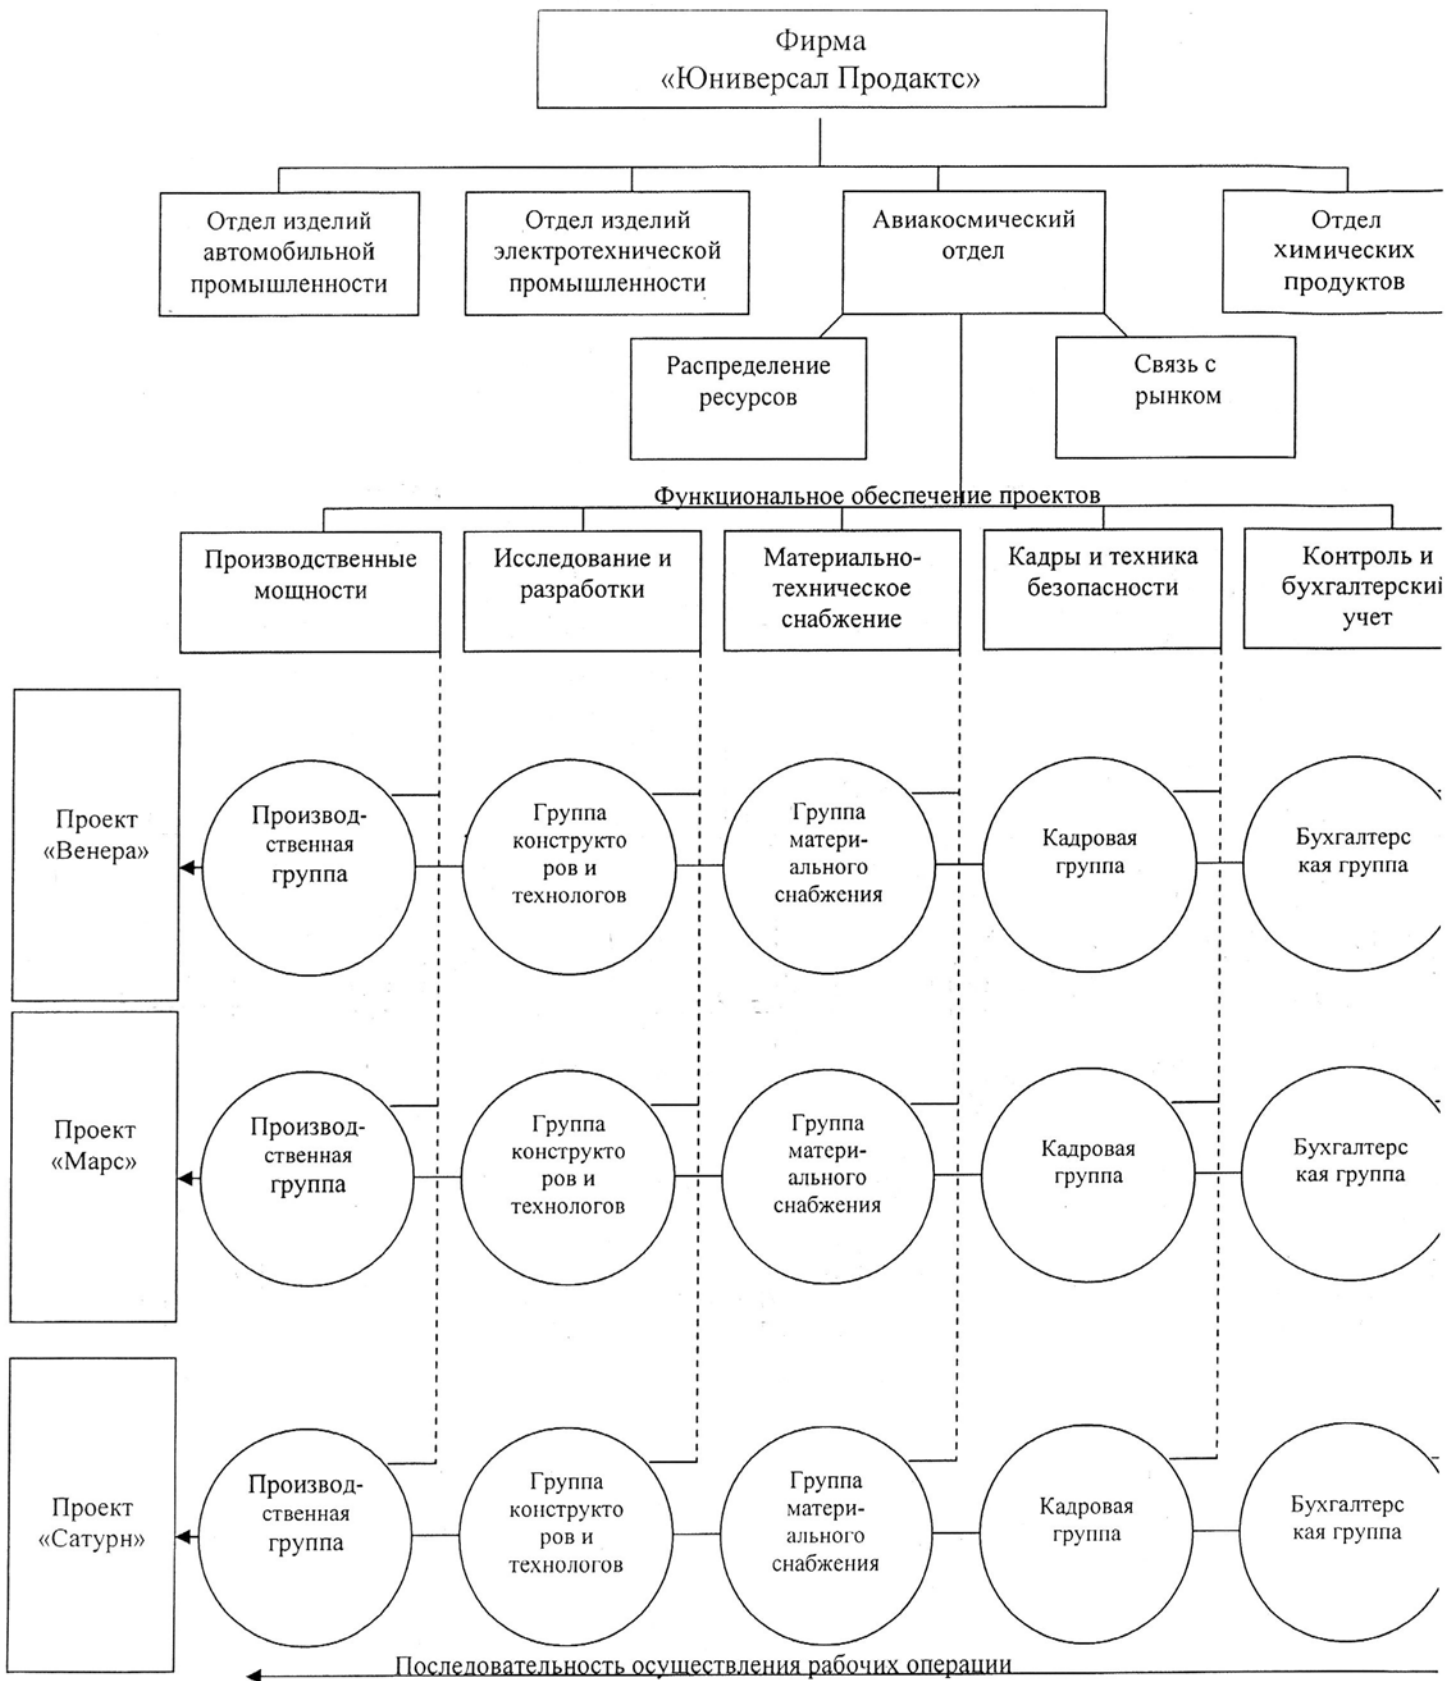 Фирма
«Юниверсал Продактс»
Отдел изделий
автомобильной
промышленности
Отдел изделий
электротехнической
промышленности
Авиакосмический
отдел
Отдел
химических
продуктов
Распределение
ресурсов
Связь с
рынком
Функциональное обеспечение проектов
Производственные
мощности
Исследование и
разработки
Материально-
техническое
снабжение
Кадры и техника
безопасности
Контроль и
бухгалтерски
учет
Проект
«Венера»
Производ-
ственная
группа
Группа
конструкто
ров и
технологов
Группа
матери-
ального
снабжения
Кадровая
группа
Бухгалтерс
кая группа
Проект
«Марс»
Производ-
ственная
группа
Группа
конструкто
ров и
технологов
Группа
матери-
ального
снабжения
Кадровая
группа
Бухгалтерс
кая группа
Проект
«Сатурн»
Производ-
ственная
группа
Группа
конструкто
ров и
технологов
Группа
матери-
ального
снабжения
Кадровая
группа
Бухгалтерс
кая группа
Последовательность осуществления рабочих операции